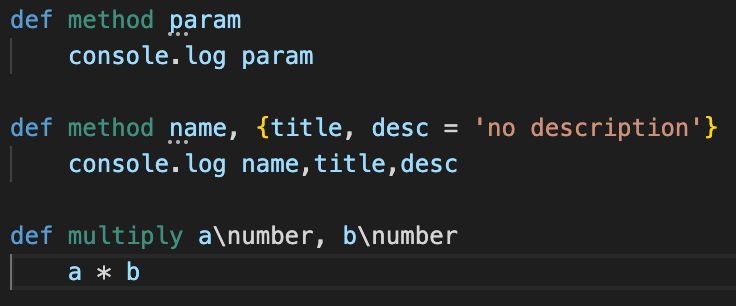 def method param
    console.log param
def method name, {title, desc = 'no description'}
    console.log name,title,desc
def multiply a\number, b\number
    a * b